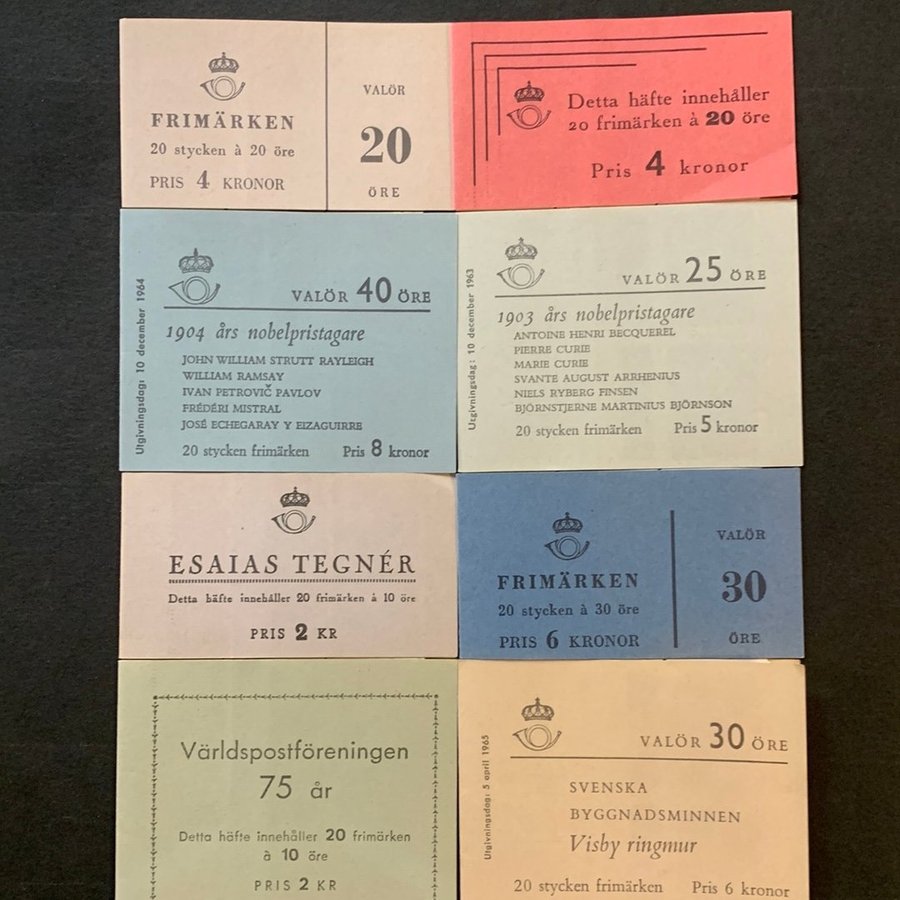 FRIMÄRKEN
20 stycken à 20 öre
PRIS 4 KRONOR
VALÖR
20
ÖRE
Detta häfte innehåller
20 frimärken à 20 öre
Pris 4 kronor
Utgivningsdag: 10 december 1964
VALÖR 40 ÖRE
1904 års nobelpristagare
JOHN WILLIAM STRUTT RAYLEIGH
WILLIAM RAMSAY
IVAN PETROVIČ PAVLOV
FRÉDÉRI MISTRAL
JOSÉ ECHEGARAY Y EIZAGUIRRE
20 stycken frimärken Pris 8 kronor
Utgivningsdag: 10 december 1963
VALÖR 25 ÖRE
1903 års nobelpristagare
ANTOINE HENRI BECQUEREL
PIERRE CURIE
MARIE CURIE
SVANTE AUGUST ARRHENIUS
NIELS RYBERG FINSEN
BJÖRNSTJERNE MARTINIUS BJÖRNSON
20 stycken frimärken Pris 5 kronor
ESAIAS TEGNÉR
Detta häfte innehåller 20 frimärken à 10 öre
PRIS 2 KR
FRIMÄRKEN
20 stycken à 30 öre
PRIS 6 KRONOR
VALÖR
30
ÖRE
Världspostföreningen
75 år
Detta häfte innehåller 20 frimärken
à 10 öre
PRIS 2 KR
Utgivningsdag: 5 april 1965
VALÖR 30 ÖRE
SVENSKA
BYGGNADSMINNEN
Visby ringmur
20 stycken frimärken Pris 6 kronor